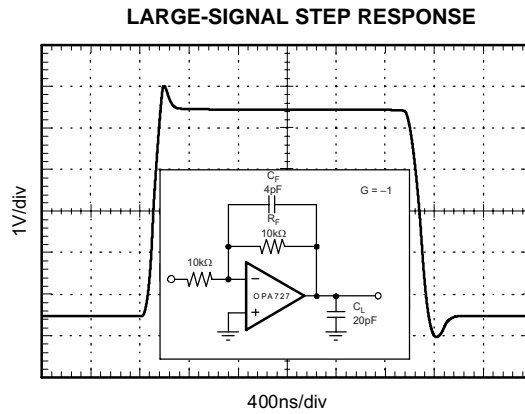 LARGE-SIGNAL STEP RESPONSE
1V/div
C_F
4pF
G = –1
R_F
10kΩ
10kΩ
–
OPA727
+
C_L
20pF
400ns/div